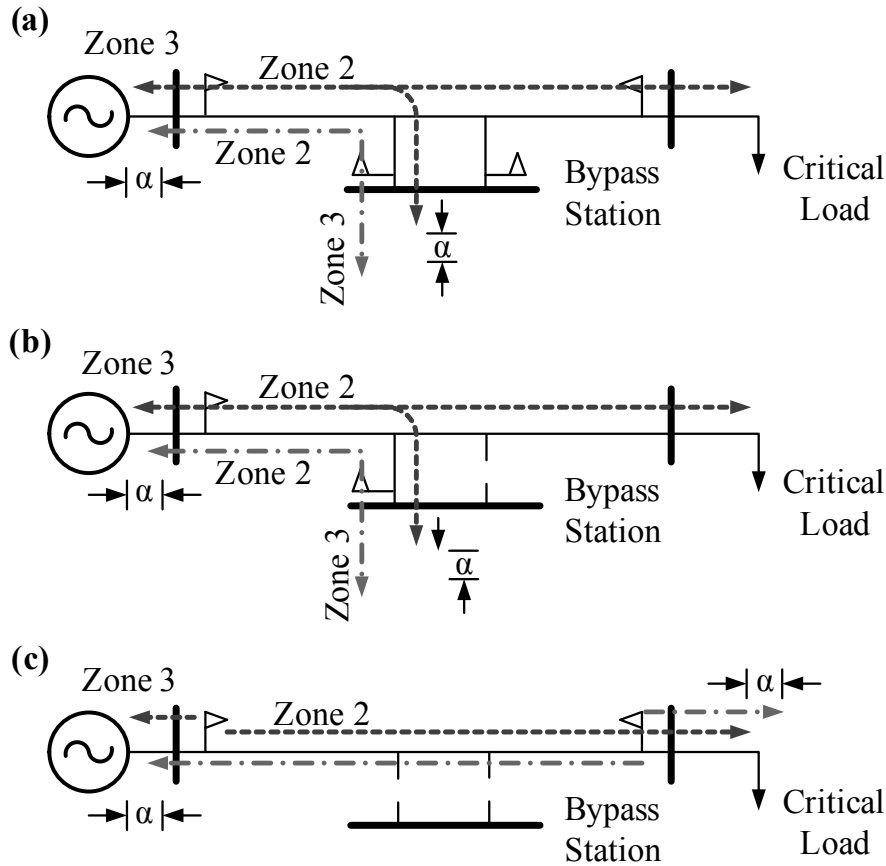 (a)
Zone 3
Zone 2
Zone 2
α
Zone 3
α
Bypass
Station
Critical
Load
(b)
Zone 3
Zone 2
Zone 2
α
Zone 3
α
Bypass
Station
Critical
Load
(c)
Zone 3
Zone 2
α
α
Bypass
Station
Critical
Load